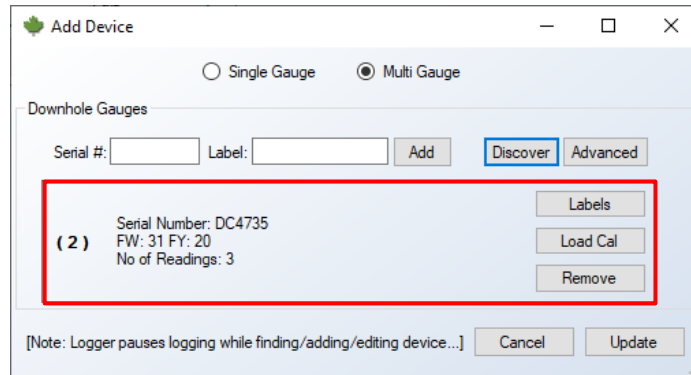 Add Device
Single Gauge Multi Gauge
Downhole Gauges
Serial #: Label: Add Discover Advanced
Labels
Serial Number: DC4735
( 2 ) FW: 31 FY: 20 Load Cal
No of Readings: 3
Remove
[Note: Logger pauses logging while finding/adding/editing device...] Cancel Update